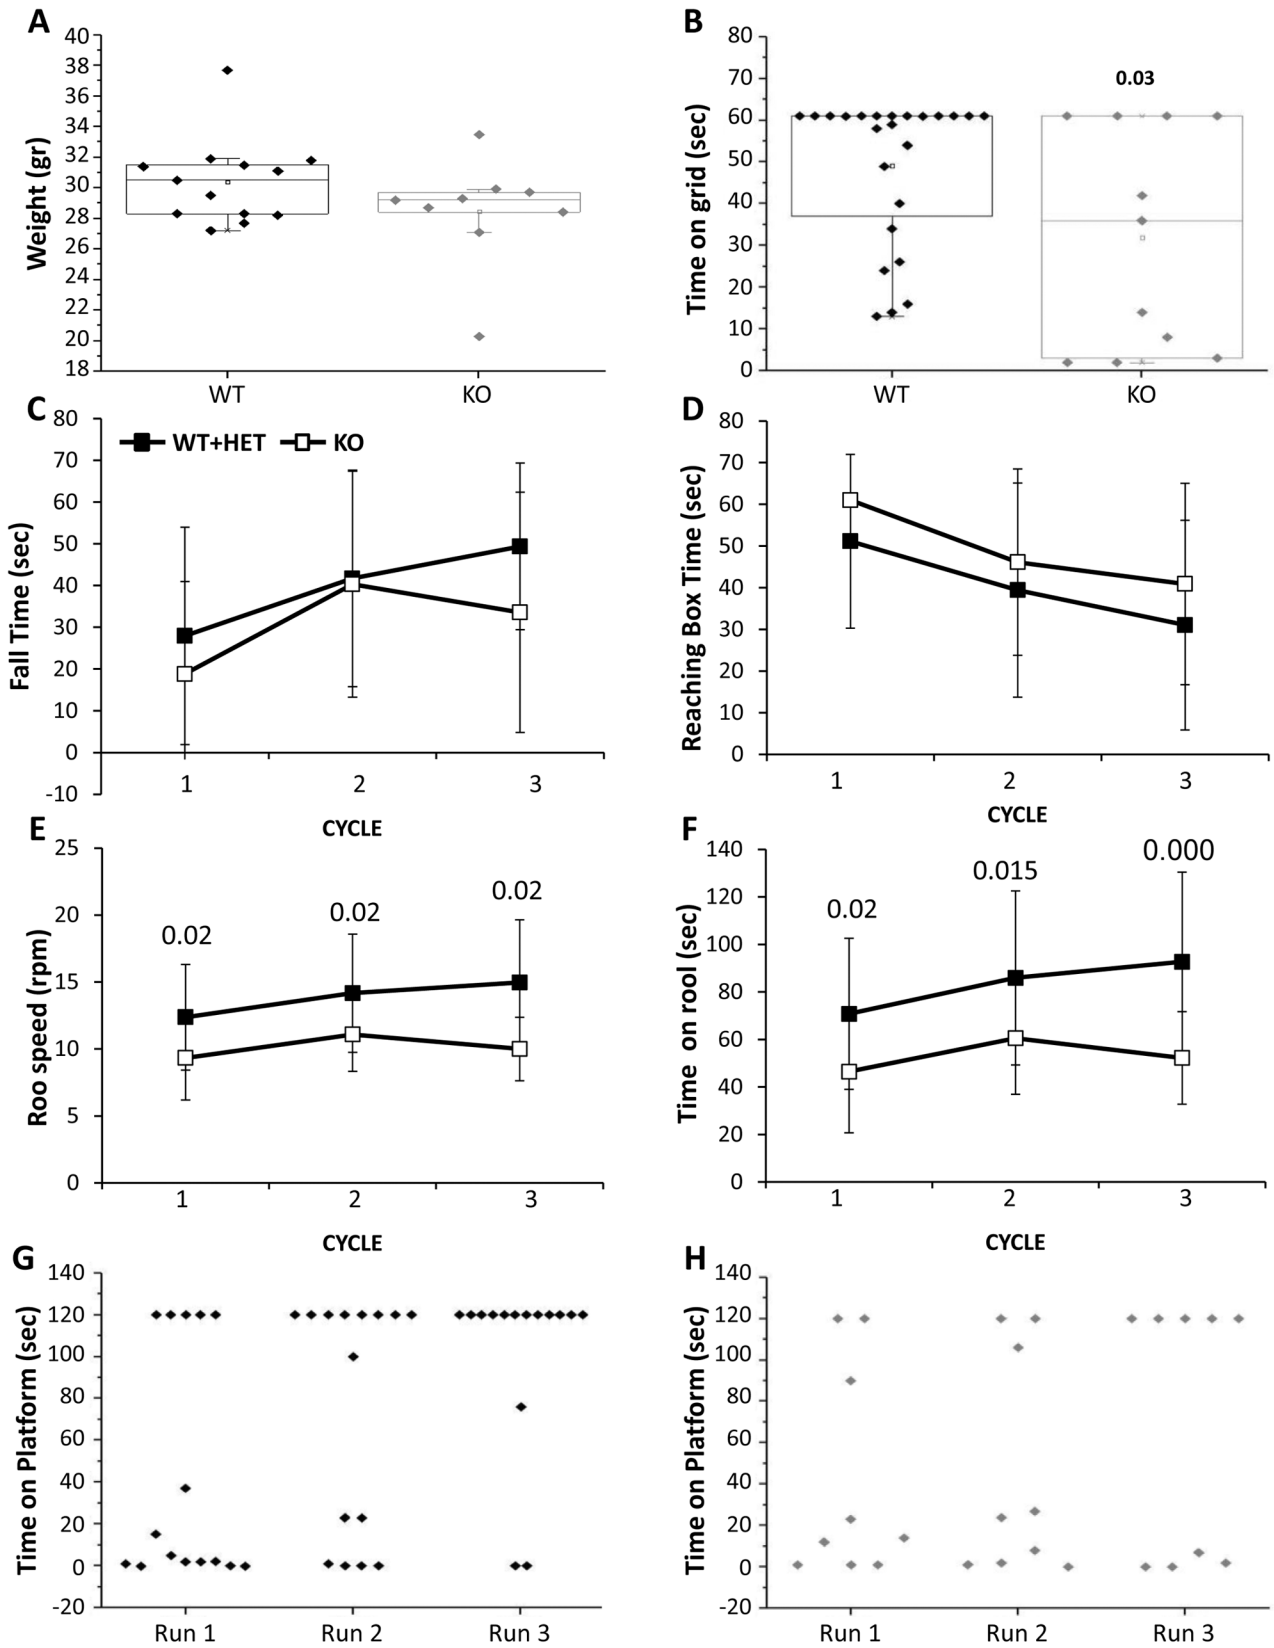 A
Weight (gr)
40
38
36
34
32
30
28
26
24
22
20
18
WT
KO
B
Time on grid (sec)
80
70
60
50
40
30
20
10
0
0.03
WT
KO
C
Fall Time (sec)
80
70
60
50
40
30
20
10
0
-10
WT+HET
KO
1
2
3
CYCLE
D
Reaching Box Time (sec)
80
70
60
50
40
30
20
10
0
1
2
3
CYCLE
E
Roo speed (rpm)
25
20
15
10
5
0
0.02
0.02
0.02
1
2
3
CYCLE
F
Time on rool (sec)
140
120
100
80
60
40
20
0
0.02
0.015
0.000
1
2
3
CYCLE
G
Time on Platform (sec)
140
120
100
80
60
40
20
0
-20
Run 1
Run 2
Run 3
H
Time on Platform (sec)
140
120
100
80
60
40
20
0
-20
Run 1
Run 2
Run 3